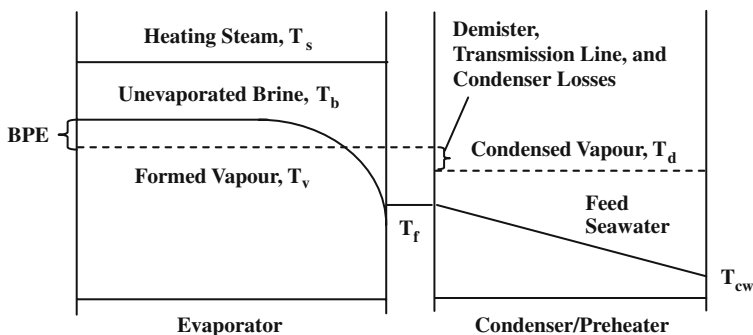 Heating Steam, T_s
Unevaporated Brine, T_b
BPE
Formed Vapour, T_v
Evaporator
T_f
Demister,
Transmission Line, and
Condenser Losses
Condensed Vapour, T_d
Feed
Seawater
T_cw
Condenser/Preheater